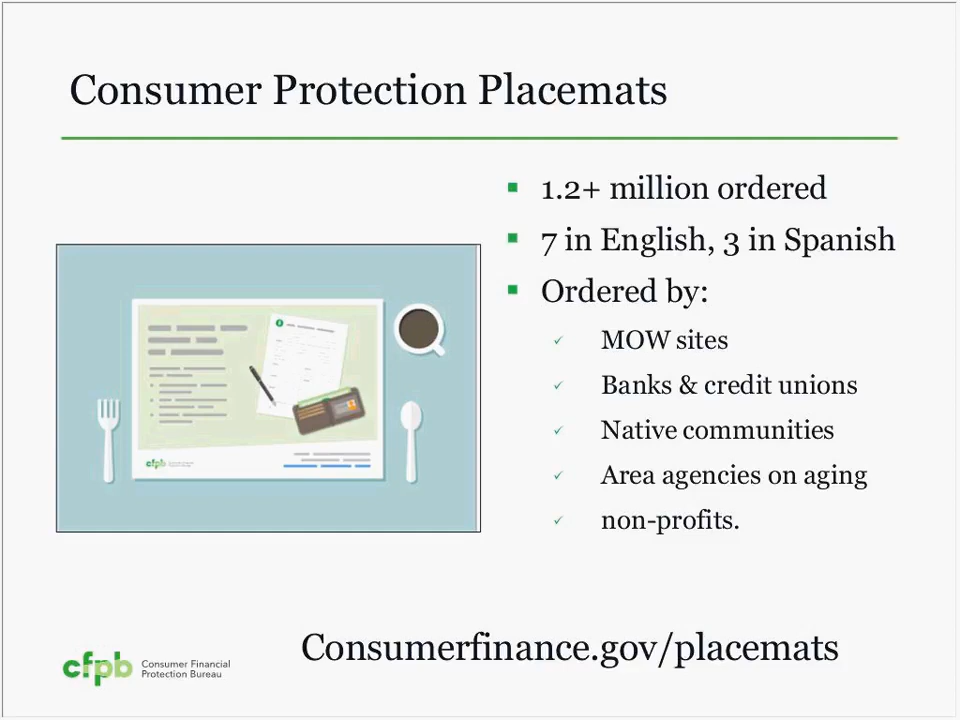 Consumer Protection Placemats
1.2+ million ordered
7 in English, 3 in Spanish
Ordered by:
MOW sites
Banks & credit unions
Native communities
Area agencies on aging
non-profits.
cfpb
Consumerfinance.gov/placemats
cfpb Consumer Financial
Protection Bureau